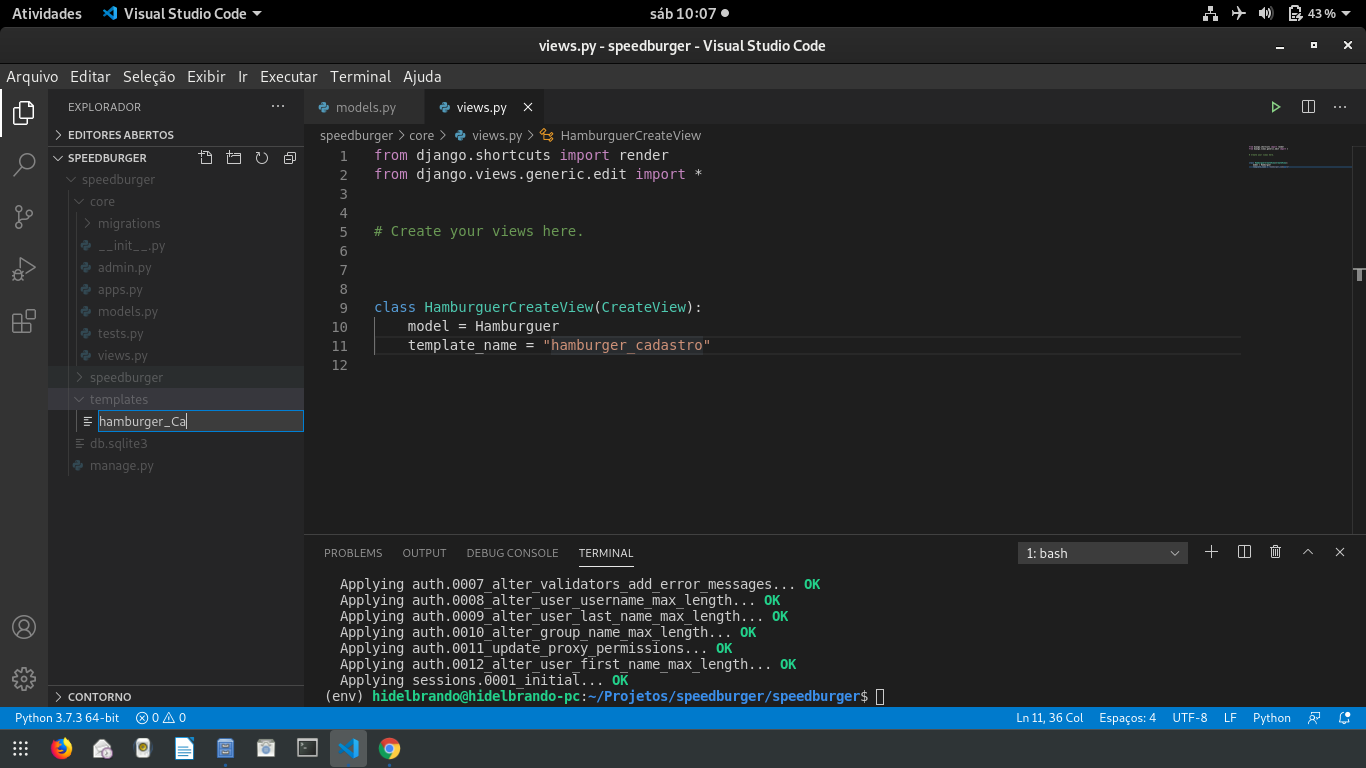 Atividades Visual Studio Code sáb 10:07 43 %
views.py - speedburger - Visual Studio Code
Arquivo Editar Seleção Exibir Ir Executar Terminal Ajuda
EXPLORADOR
EDITORES ABERTOS
SPEEDBURGER
speedburger
core
migrations
__init__.py
admin.py
apps.py
models.py
tests.py
views.py
speedburger
templates
hamburger_Ca
db.sqlite3
manage.py
CONTORNO
models.py views.py
speedburger > core > views.py > HamburguerCreateView
1 from django.shortcuts import render
2 from django.views.generic.edit import *
3
4
5 # Create your views here.
6
7
8
9 class HamburguerCreateView(CreateView):
10 model = Hamburguer
11 template_name = "hamburger_cadastro"
12
PROBLEMS OUTPUT DEBUG CONSOLE TERMINAL 1: bash
Applying auth.0007_alter_validators_add_error_messages... OK
Applying auth.0008_alter_user_username_max_length... OK
Applying auth.0009_alter_user_last_name_max_length... OK
Applying auth.0010_alter_group_name_max_length... OK
Applying auth.0011_update_proxy_permissions... OK
Applying auth.0012_alter_user_first_name_max_length... OK
Applying sessions.0001_initial... OK
(env) hidelbrando@hidelbrando-pc:~/Projetos/speedburger/speedburger$
Python 3.7.3 64-bit 0 0 Ln 11, 36 Col Espaços: 4 UTF-8 LF Python